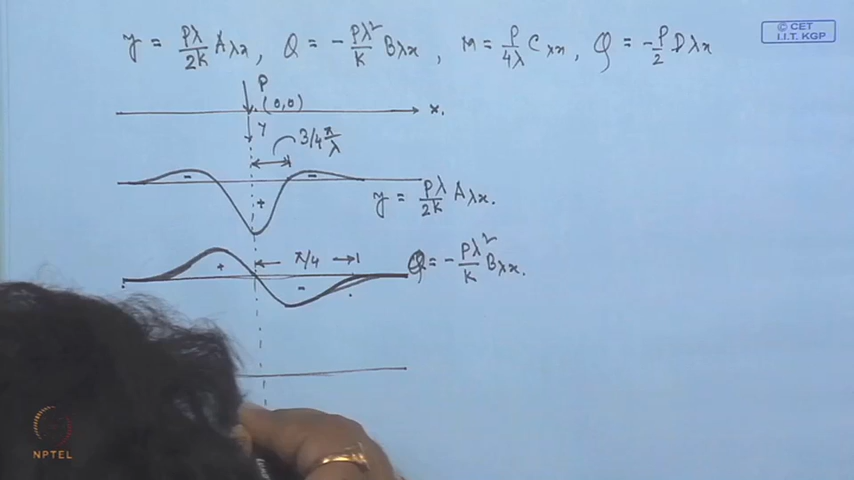 y = Pλ/2k Aλx, Q = -Pλ²/k Bλx, M = P/4λ Cλx, Q = -P/2 Dλx
© CET
I.I.T. KGP
P
(0,0)
x.
y
3/4 π/λ
- + -
y = Pλ/2k Aλx.
+ π/4 -
Q = -Pλ²/k Bλx.
NPTEL